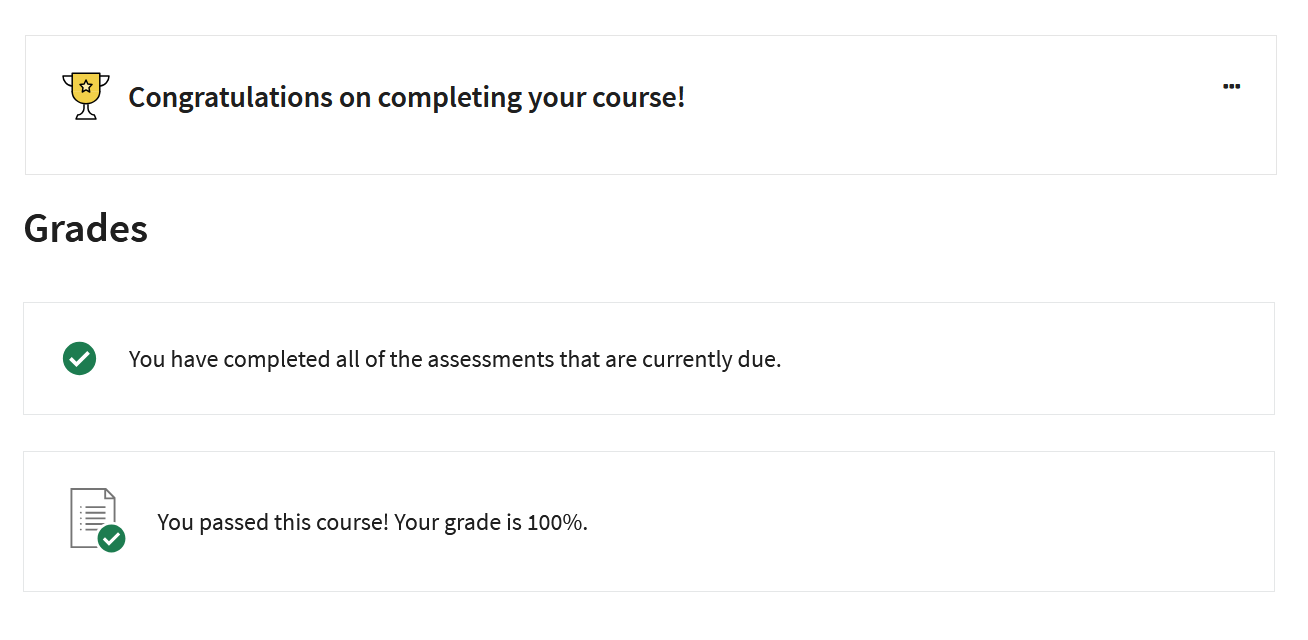 Congratulations on completing your course!
Grades
You have completed all of the assessments that are currently due.
You passed this course! Your grade is 100%.